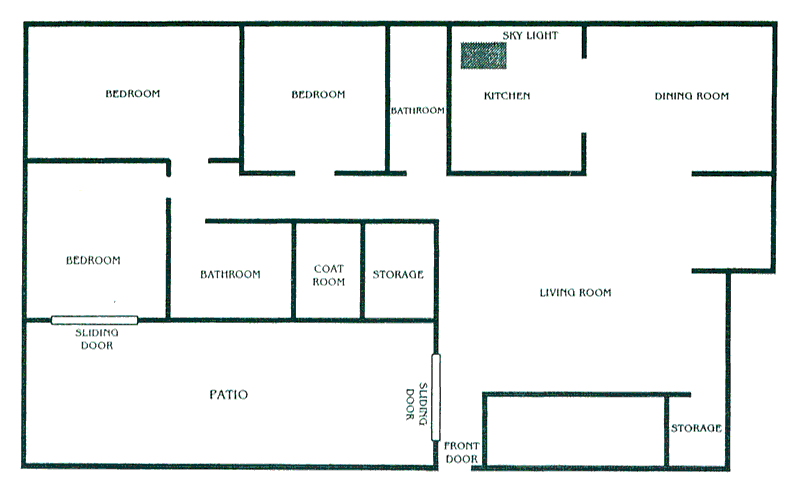 SKY LIGHT
BEDROOM
BEDROOM
BATHROOM
KITCHEN
DINING ROOM
BEDROOM
BATHROOM
COAT
ROOM
STORAGE
LIVING ROOM
SLIDING
DOOR
PATIO
SLIDING
DOOR
STORAGE
FRONT
DOOR